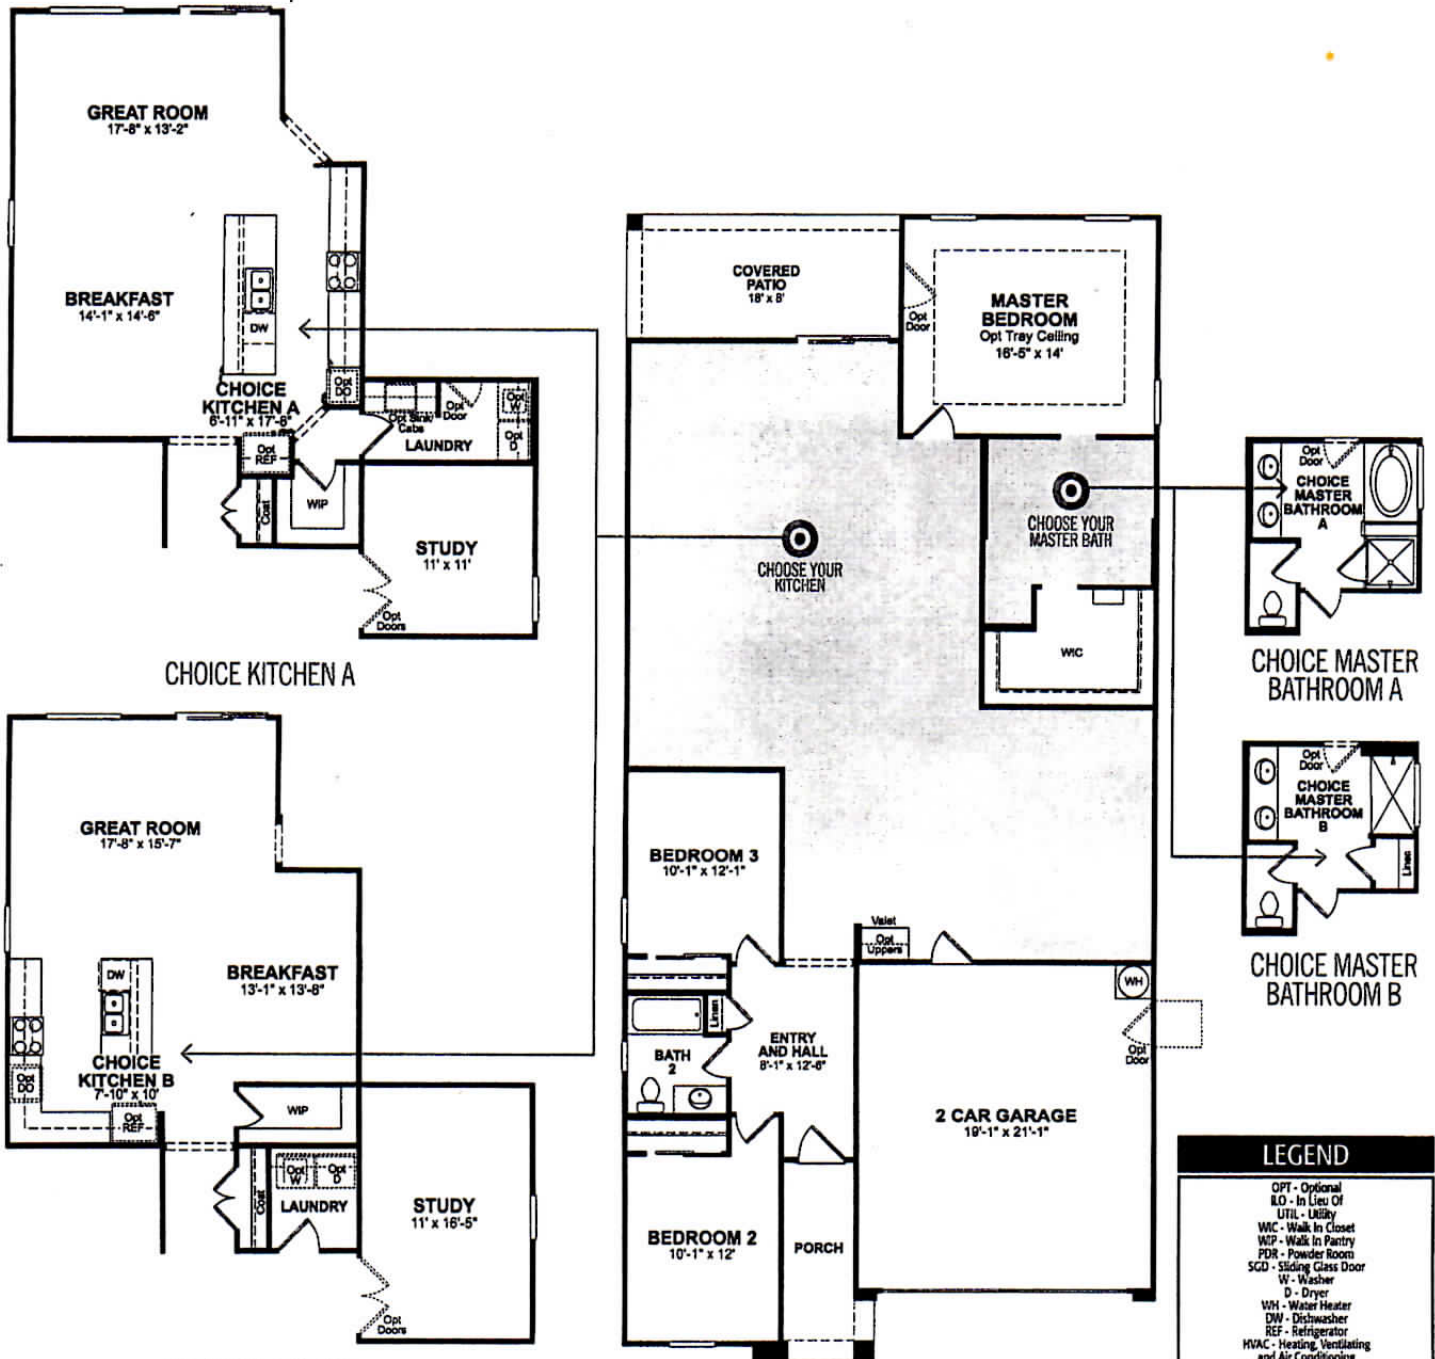 GREAT ROOM
17'-8" x 13'-2"
BREAKFAST
14'-1" x 14'-6"
DW
CHOICE
KITCHEN A
6'-11" x 17'-8"
Opt
DO
Opt
REF
Opt Sink/
Cabs
Opt
Door
Opt
W
Opt
D
LAUNDRY
Coat
WIP
STUDY
11' x 11'
Opt
Doors
CHOICE KITCHEN A
GREAT ROOM
17'-8" x 15'-7"
BREAKFAST
13'-1" x 13'-8"
DW
CHOICE
KITCHEN B
7'-10" x 10'
Opt
DO
Opt
REF
WIP
Coat
Opt
W
Opt
D
LAUNDRY
STUDY
11' x 16'-5"
Opt
Doors
COVERED
PATIO
18' x 8'
Opt
Door
MASTER
BEDROOM
Opt Tray Ceiling
16'-5" x 14'
CHOOSE YOUR
KITCHEN
CHOOSE YOUR
MASTER BATH
WIC
BEDROOM 3
10'-1" x 12'-1"
Valet
Opt
Uppers
Linen
BATH
2
ENTRY
AND HALL
8'-1" x 12'-6"
WH
Opt
Door
2 CAR GARAGE
19'-1" x 21'-1"
BEDROOM 2
10'-1" x 12'
PORCH
Opt
Door
CHOICE
MASTER
BATHROOM
A
CHOICE MASTER
BATHROOM A
Opt
Door
CHOICE
MASTER
BATHROOM
B
Linen
CHOICE MASTER
BATHROOM B
LEGEND
OPT - Optional
ILO - In Lieu Of
UTIL - Utility
WIC - Walk In Closet
WIP - Walk In Pantry
PDR - Powder Room
SGD - Sliding Glass Door
W - Washer
D - Dryer
WH - Water Heater
DW - Dishwasher
REF - Refrigerator
HVAC - Heating, Ventilating
and Air Conditioning